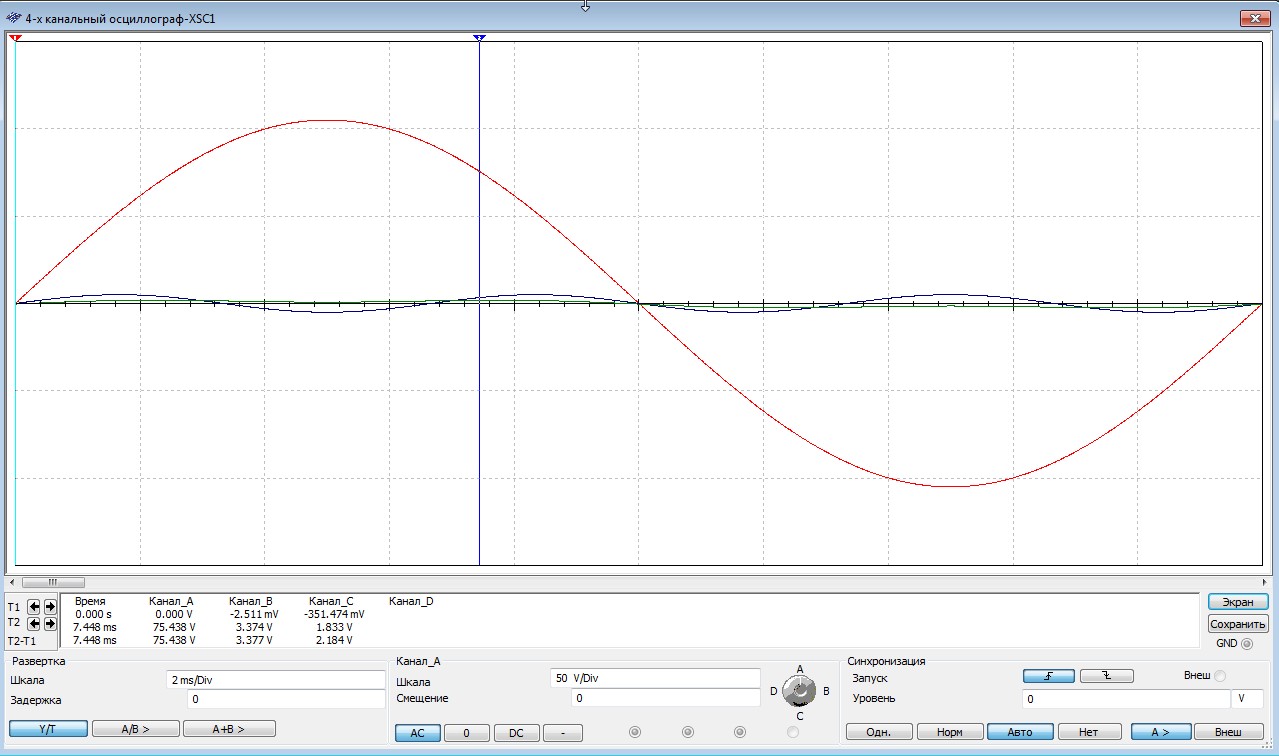 4-х канальный осциллограф-XSC1
Время Канал_A Канал_B Канал_C Канал_D
T1 0.000 s 0.000 V -2.511 mV -351.474 mV
T2 7.448 ms 75.438 V 3.374 V 1.833 V
T2-T1 7.448 ms 75.438 V 3.377 V 2.184 V
Экран
Сохранить
GND
Развертка
Шкала 2 ms/Div
Задержка 0
Y/T A/B > A+B >
Канал_A
Шкала 50 V/Div
Смещение 0
AC 0 DC -
A
D B
C
Синхронизация
Запуск Внеш
Уровень 0 V
Одн. Норм Авто Нет A > Внеш